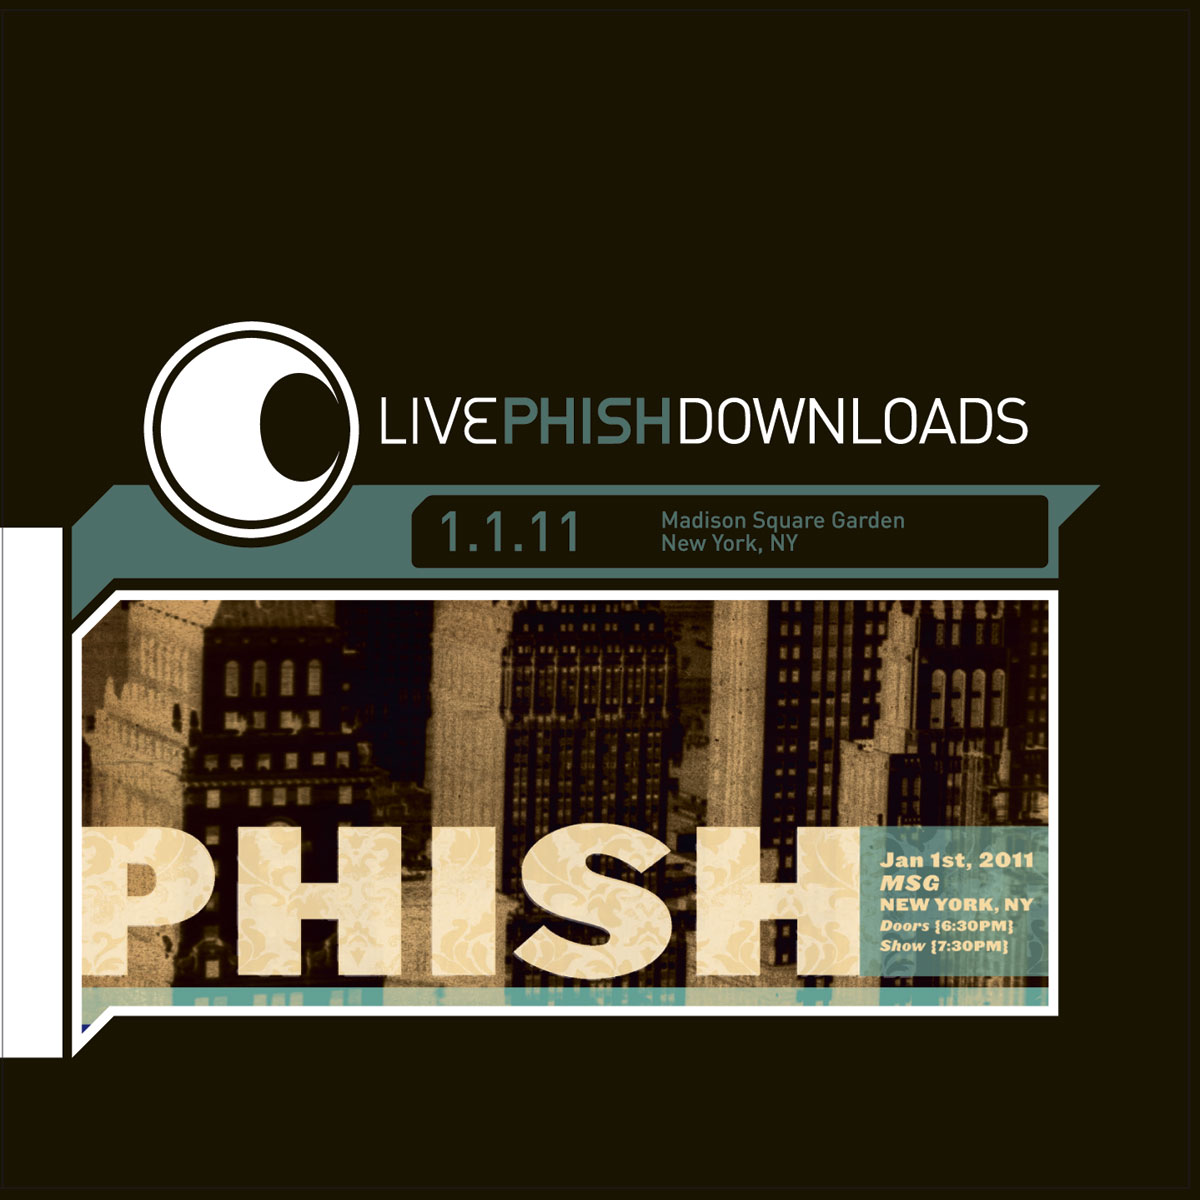 LIVEPHISHDOWNLOADS
1.1.11
Madison Square Garden
New York, NY
PHISH
Jan 1st, 2011
MSG
NEW YORK, NY
Doors {6:30PM}
Show {7:30PM}